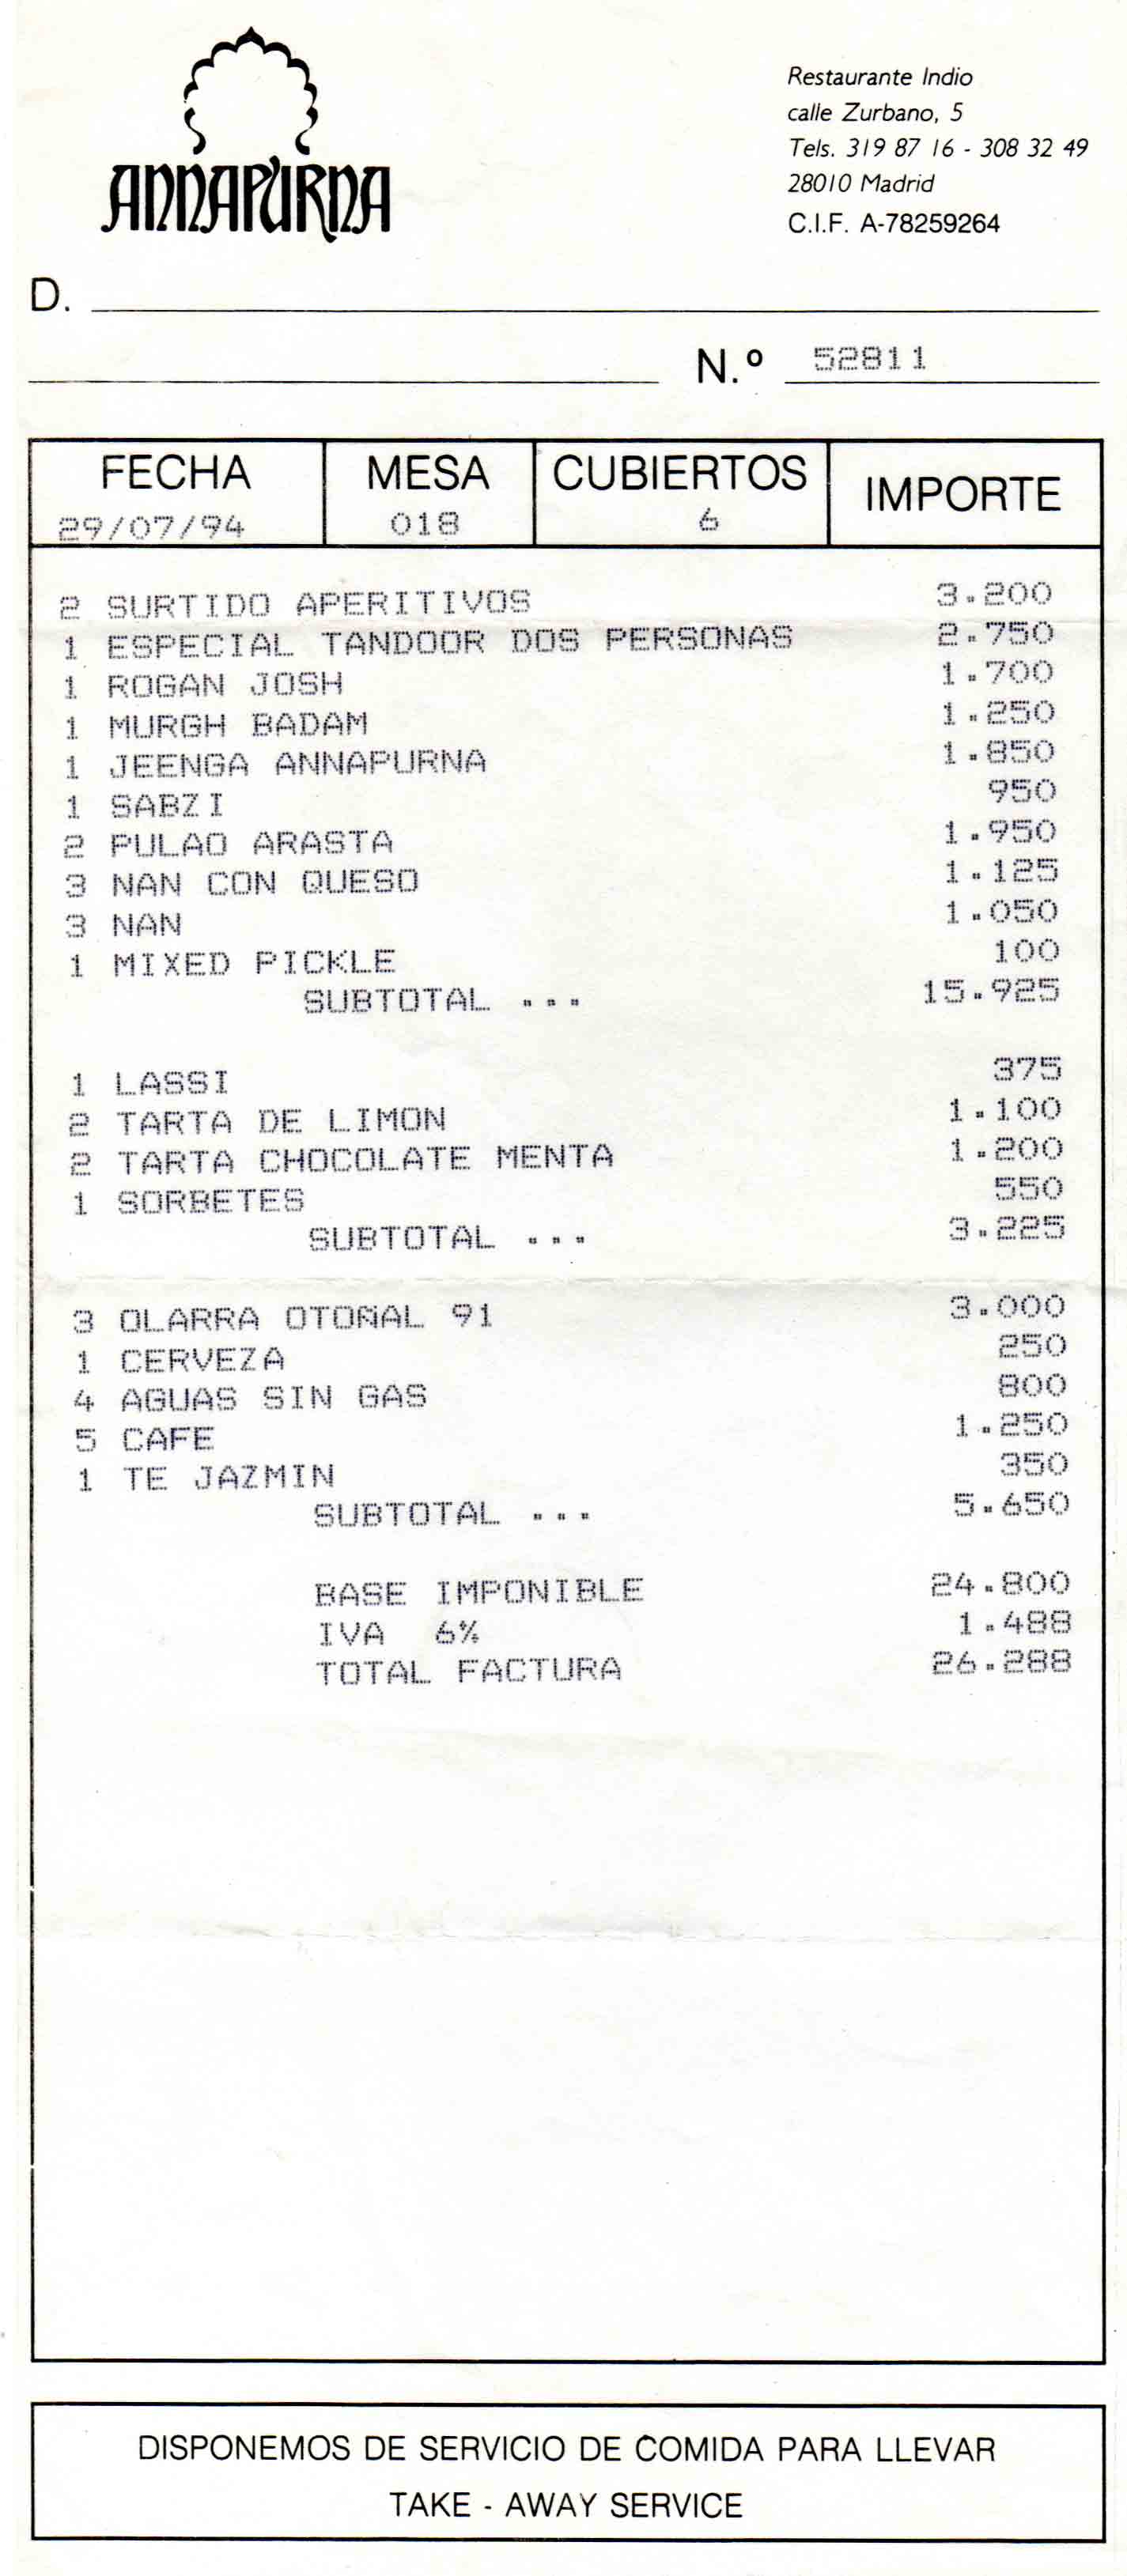 ANNAPURNA
Restaurante Indio
calle Zurbano, 5
Tels. 319 87 16 - 308 32 49
28010 Madrid
C.I.F. A-78259264
D.
N.º 52811
FECHA MESA CUBIERTOS IMPORTE
29/07/94 018 6
2 SURTIDO APERITIVOS 3.200
1 ESPECIAL TANDOOR DOS PERSONAS 2.750
1 ROGAN JOSH 1.700
1 MURGH BADAM 1.250
1 JEENGA ANNAPURNA 1.850
1 SABZI 950
2 PULAO ARASTA 1.950
3 NAN CON QUESO 1.125
3 NAN 1.050
1 MIXED PICKLE 100
SUBTOTAL ... 15.925
1 LASSI 375
2 TARTA DE LIMON 1.100
2 TARTA CHOCOLATE MENTA 1.200
1 SORBETES 550
SUBTOTAL ... 3.225
3 OLARRA OTOÑAL 91 3.000
1 CERVEZA 250
4 AGUAS SIN GAS 800
5 CAFE 1.250
1 TE JAZMIN 350
SUBTOTAL ... 5.650
BASE IMPONIBLE 24.800
IVA 6% 1.488
TOTAL FACTURA 26.288
DISPONEMOS DE SERVICIO DE COMIDA PARA LLEVAR
TAKE - AWAY SERVICE